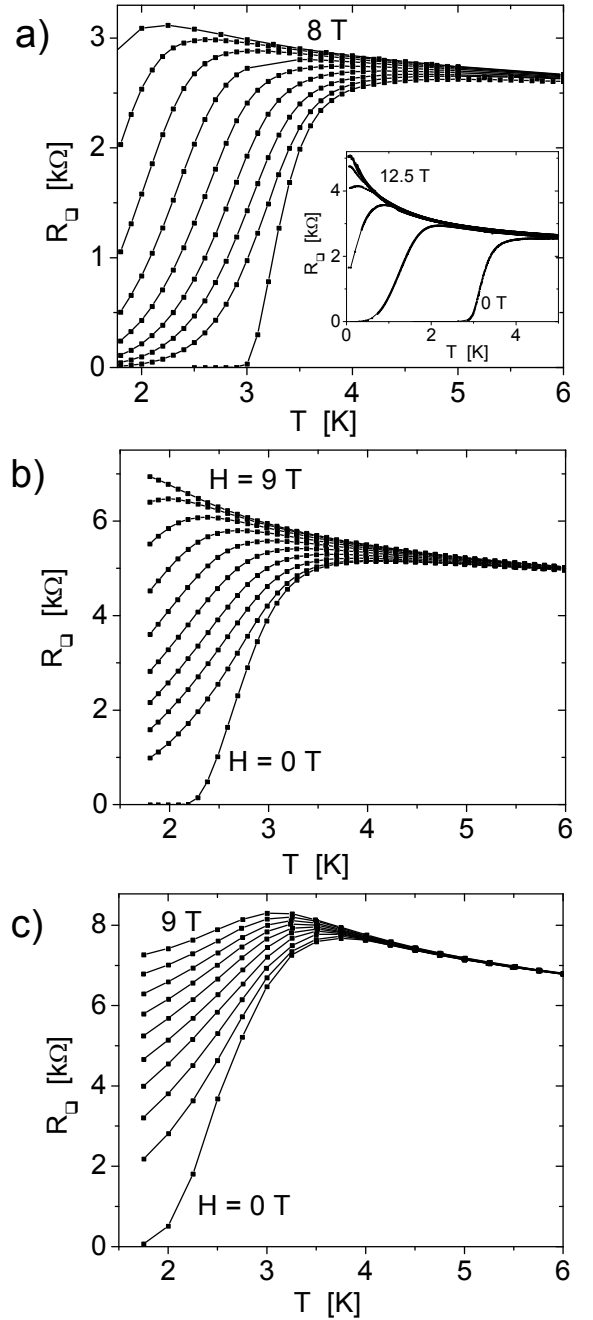 a)
R□ [kΩ]
3
2
1
0
8 T
2 3 4 5 6
T [K]
R□ [kΩ]
4
2
0
12.5 T
0 T
0 2 4
T [K]
b)
R□ [kΩ]
6
4
2
0
H = 9 T
H = 0 T
2 3 4 5 6
T [K]
c)
R□ [kΩ]
8
6
4
2
0
9 T
H = 0 T
2 3 4 5 6
T [K]